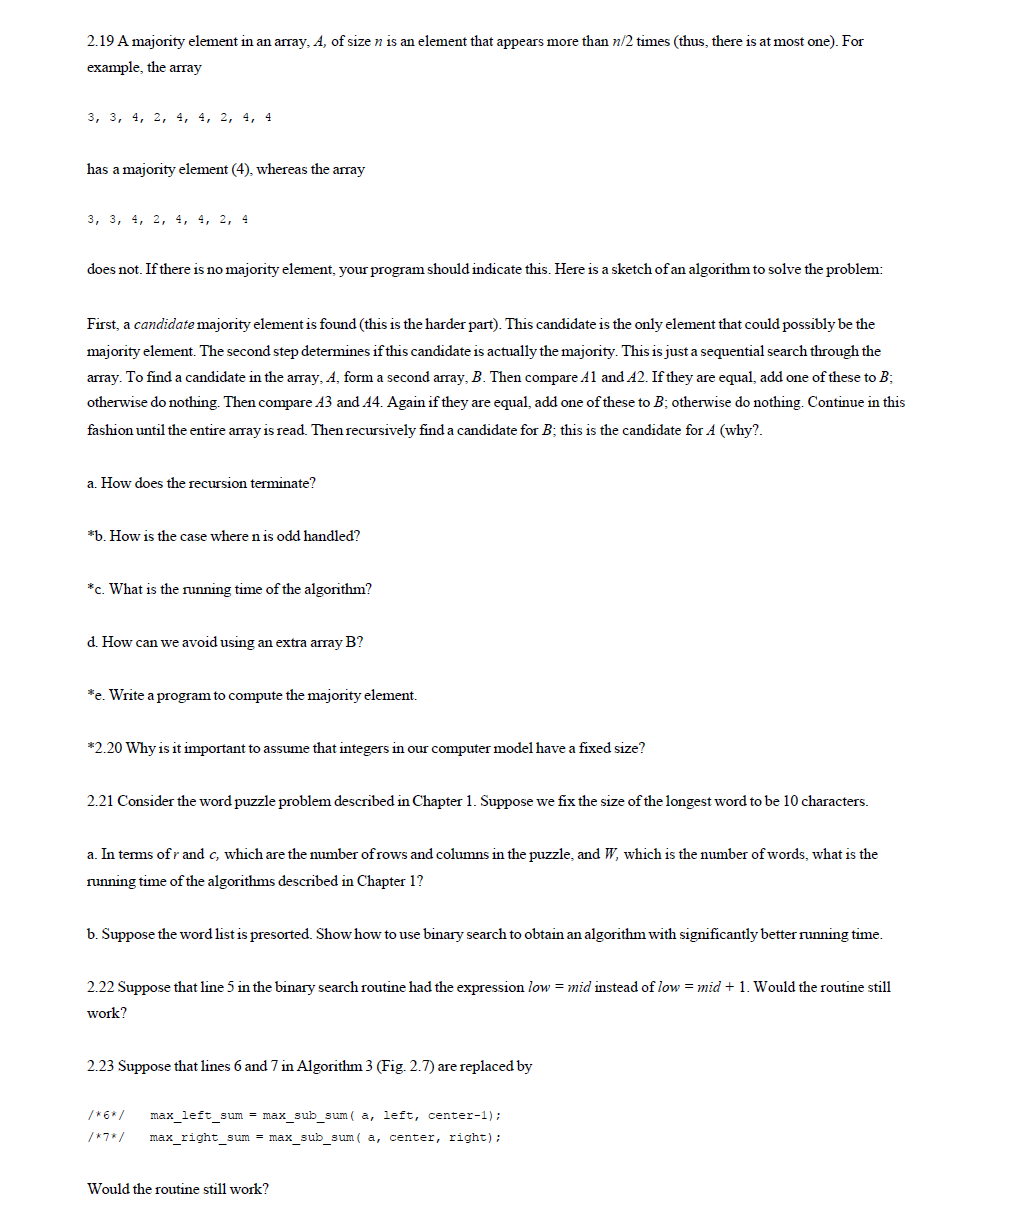 2.19 A majority element in an array, A, of size n is an element that appears more than n/2 times (thus, there is at most one). For
example, the array
3, 3, 4, 2, 4, 4, 2, 4, 4
has a majority element (4), whereas the array
3, 3, 4, 2, 4, 4, 2, 4
does not. If there is no majority element, your program should indicate this. Here is a sketch of an algorithm to solve the problem:
First, a candidate majority element is found (this is the harder part). This candidate is the only element that could possibly be the
majority element. The second step determines if this candidate is actually the majority. This is just a sequential search through the
array. To find a candidate in the array, A, form a second array, B. Then compare A1 and A2. If they are equal, add one of these to B;
otherwise do nothing. Then compare A3 and A4. Again if they are equal, add one of these to B; otherwise do nothing. Continue in this
fashion until the entire array is read. Then recursively find a candidate for B; this is the candidate for A (why?.
a. How does the recursion terminate?
*b. How is the case where n is odd handled?
*c. What is the running time of the algorithm?
d. How can we avoid using an extra array B?
*e. Write a program to compute the majority element.
*2.20 Why is it important to assume that integers in our computer model have a fixed size?
2.21 Consider the word puzzle problem described in Chapter 1. Suppose we fix the size of the longest word to be 10 characters.
a. In terms of r and c, which are the number of rows and columns in the puzzle, and W, which is the number of words, what is the
running time of the algorithms described in Chapter 1?
b. Suppose the word list is presorted. Show how to use binary search to obtain an algorithm with significantly better running time.
2.22 Suppose that line 5 in the binary search routine had the expression low = mid instead of low = mid + 1. Would the routine still
work?
2.23 Suppose that lines 6 and 7 in Algorithm 3 (Fig. 2.7) are replaced by
/*6*/ max_left_sum = max_sub_sum( a, left, center-1);
/*7*/ max_right_sum = max_sub_sum( a, center, right);
Would the routine still work?